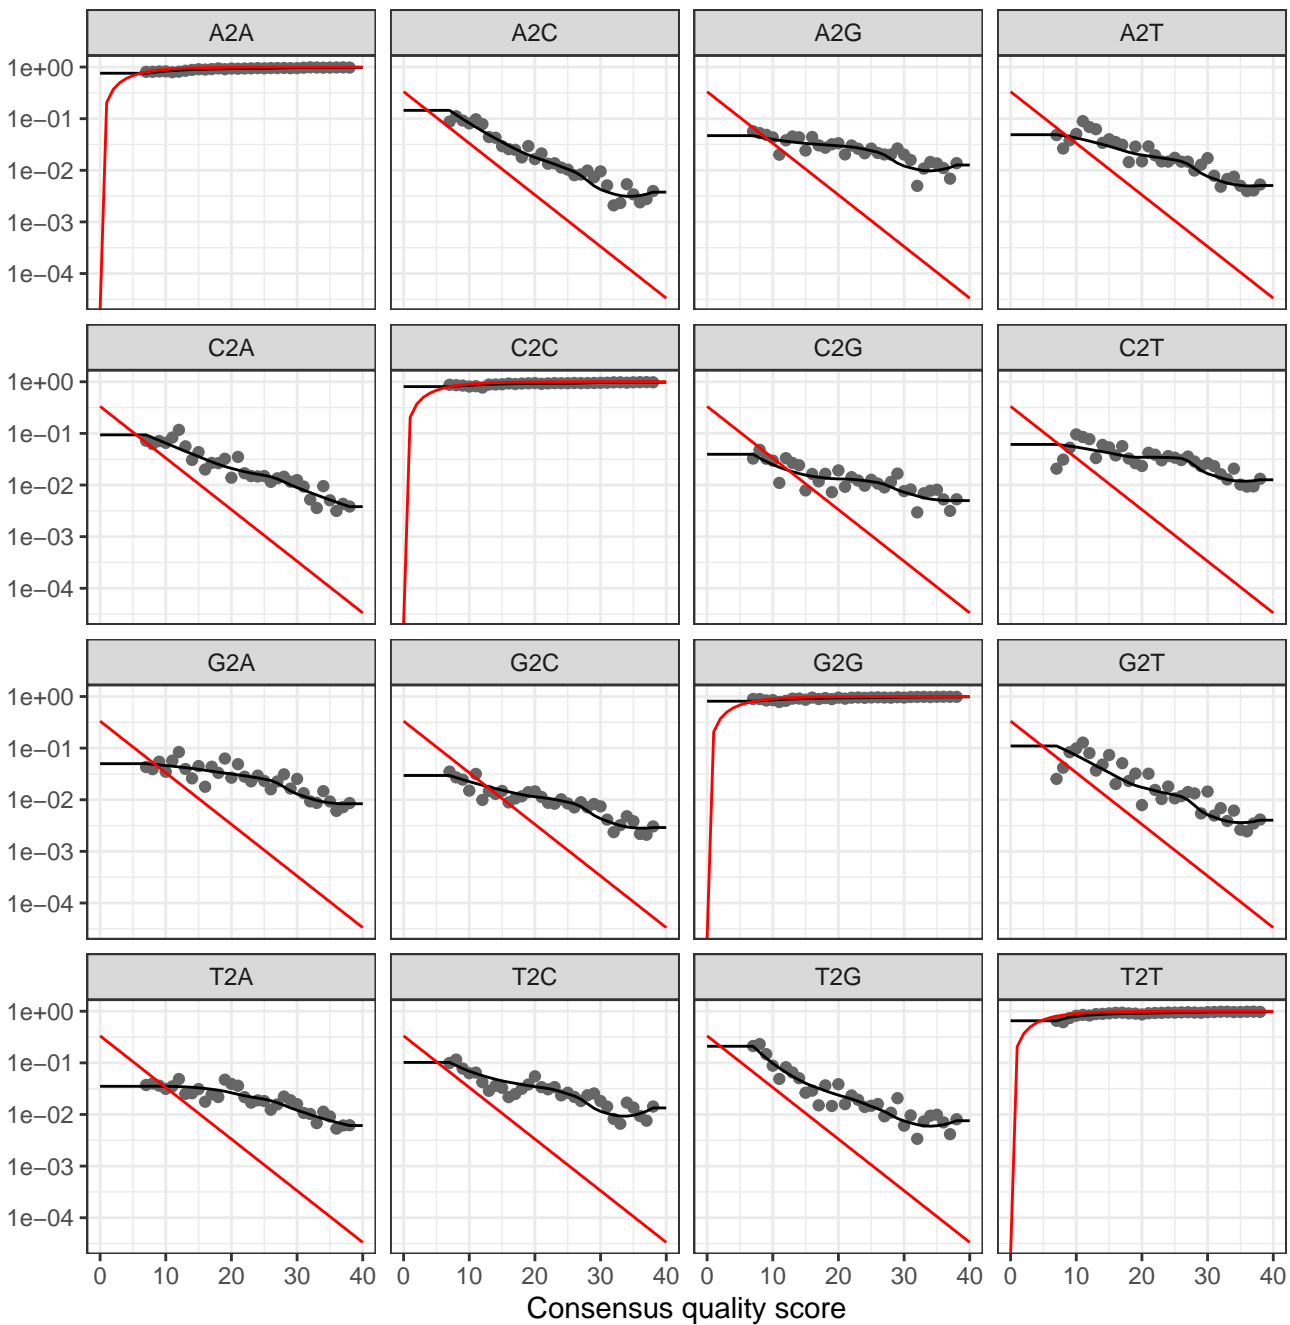 A2A A2C A2G A2T
1e+00
1e−01
1e−02
1e−03
1e−04
C2A C2C C2G C2T
1e+00
1e−01
1e−02
1e−03
1e−04
G2A G2C G2G G2T
1e+00
1e−01
1e−02
1e−03
1e−04
T2A T2C T2G T2T
1e+00
1e−01
1e−02
1e−03
1e−04
0 10 20 30 40 0 10 20 30 40 0 10 20 30 40 0 10 20 30 40
Consensus quality score